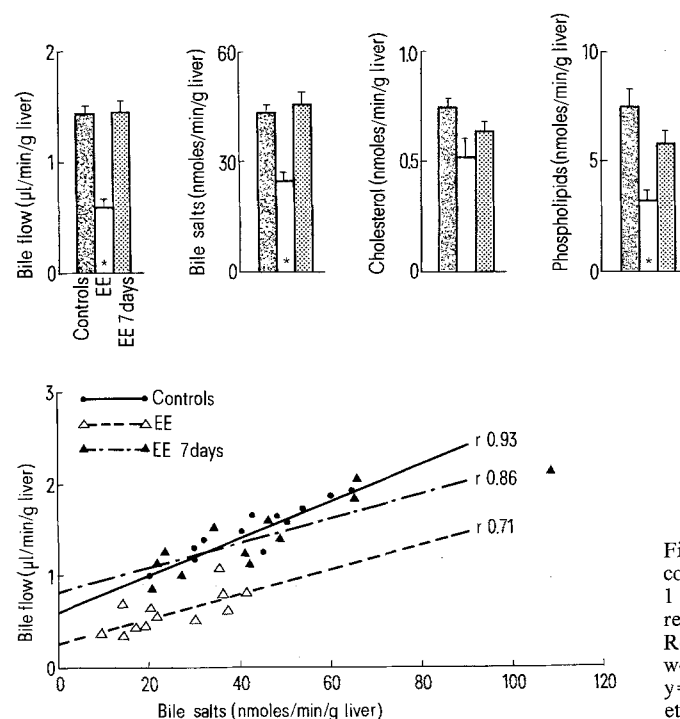 Bile flow (μl/min/g liver)
2
1
0
Controls
EE
EE 7days
*
Bile salts (nmoles/min/g liver)
60
30
0
*
Cholesterol (nmoles/min/g liver)
1.0
0.5
0
Phospholipids (nmoles/min/g liver)
10
5
0
*
Bile flow (μl/min/g liver)
3
2
1
0
Controls
EE
EE 7days
r 0.93
r 0.86
r 0.71
0 20 40 60 80 100 120
Bile salts (nmoles/min/g liver)
Fi
co
1
re
R
w
y=
et